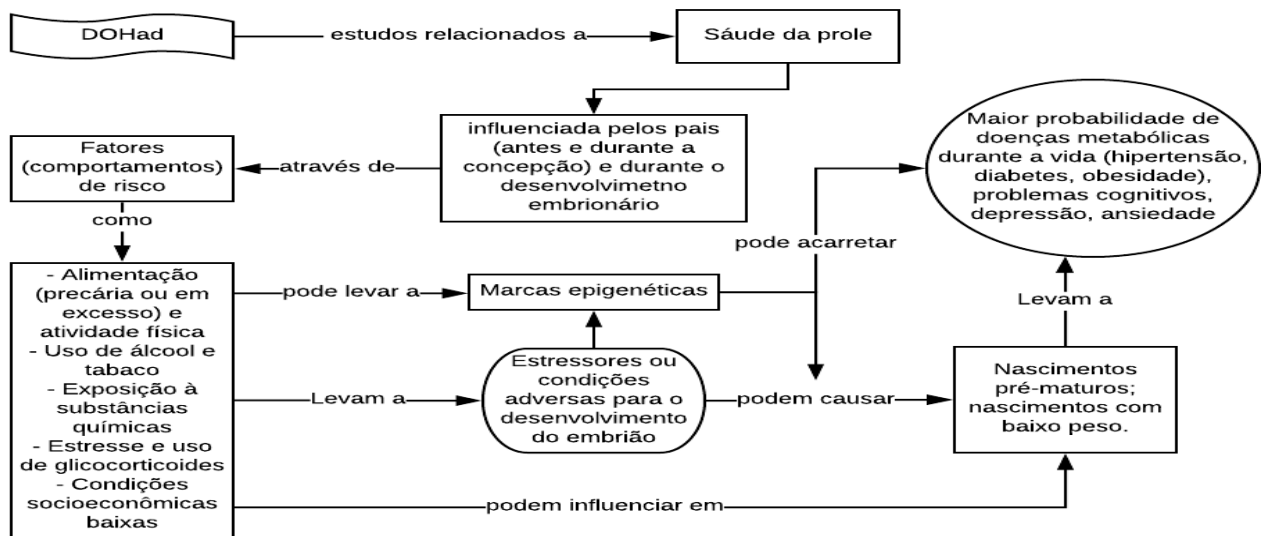 DOHad
estudos relacionados a
Sáude da prole
influenciada pelos pais
(antes e durante a
concepção) e durante o
desenvolvimetno
embrionário
através de
Fatores
(comportamentos)
de risco
como
- Alimentação
(precária ou em
excesso) e
atividade física
- Uso de álcool e
tabaco
- Exposição à
substâncias
químicas
- Estresse e uso
de glicocorticoides
- Condições
socioeconômicas
baixas
pode levar a
Marcas epigenéticas
Levam a
Estressores ou
condições
adversas para o
desenvolvimento
do embrião
pode acarretar
podem causar
podem influenciar em
Nascimentos
pré-maturos;
nascimentos com
baixo peso.
Levam a
Maior probabilidade de
doenças metabólicas
durante a vida (hipertensão,
diabetes, obesidade),
problemas cognitivos,
depressão, ansiedade